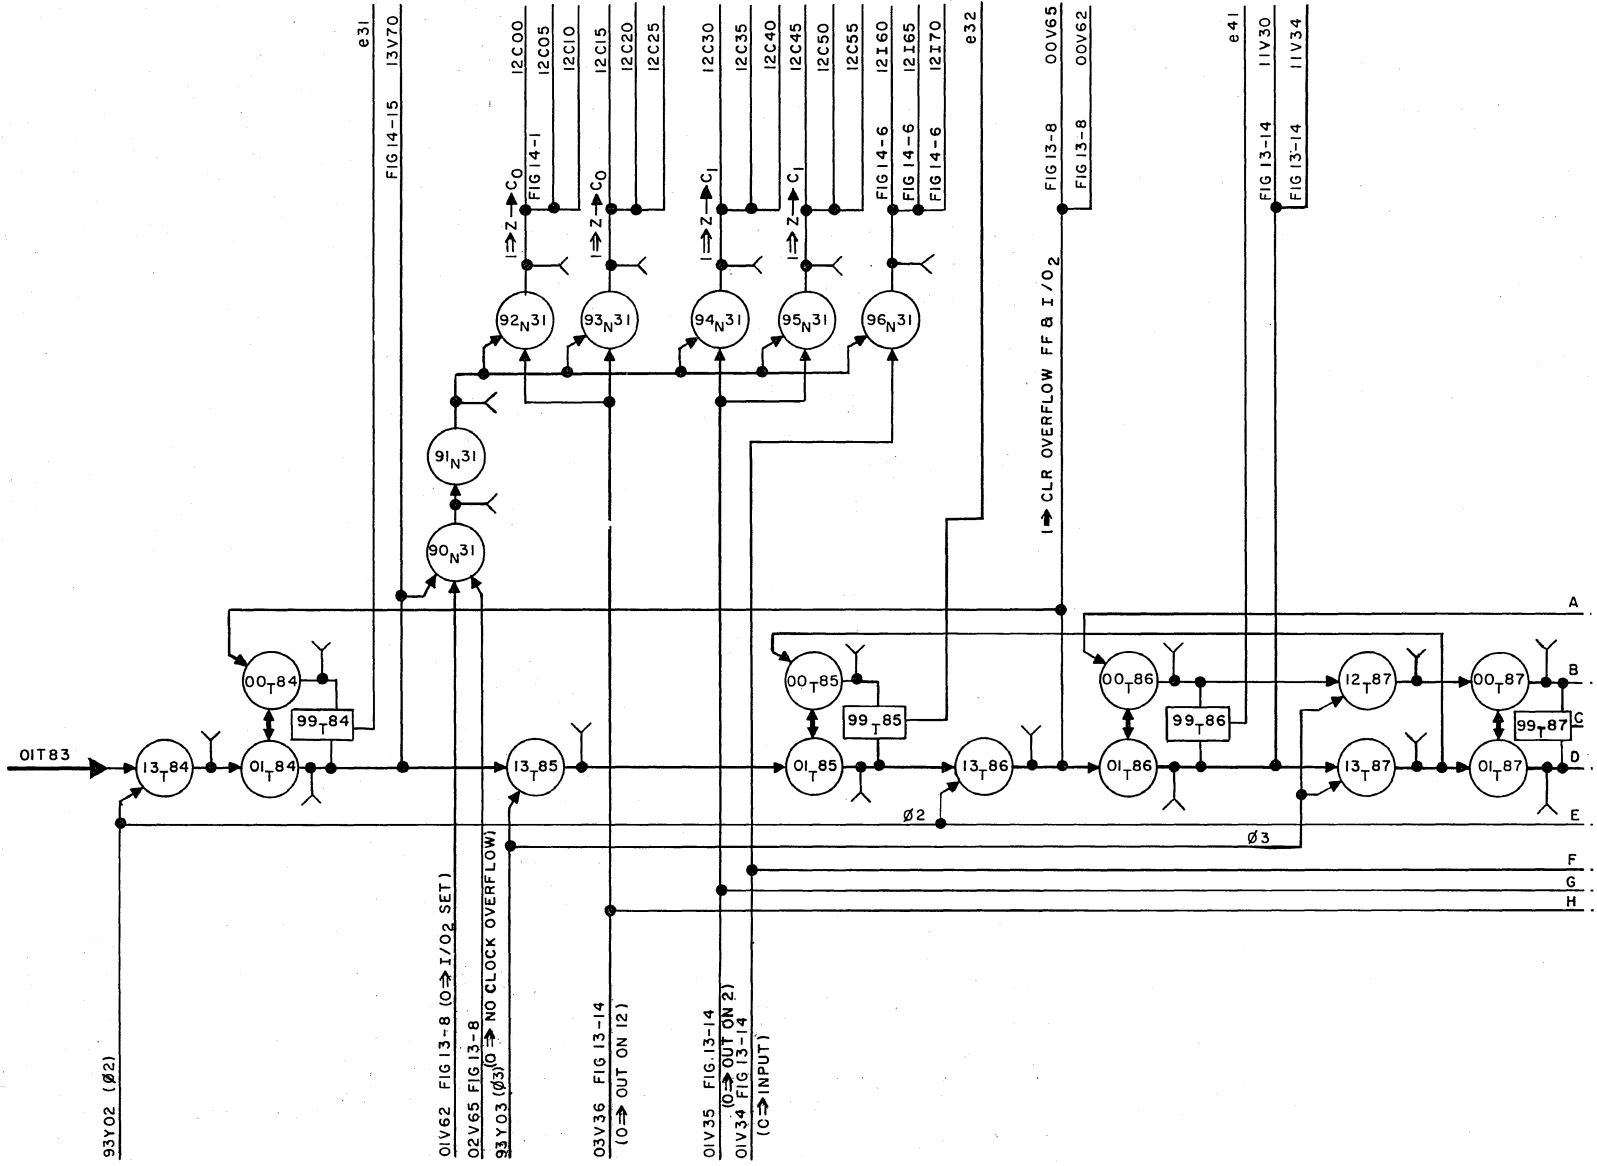 e31
FIG 14-15 13V70
12C00
FIG 14-1 12C05
12C10
12C15
12C20
12C25
12C30
12C35
12C40
12C45
12C50
12C55
FIG 14-6 12I60
FIG 14-6 12I65
FIG 14-6 12I70
e32
FIG 13-8 00V65
FIG 13-8 00V62
e41
FIG 13-14 11V30
FIG 13-14 11V34
1⇒Z→C0
1⇒Z→C0
1⇒Z→C1
1⇒Z→C1
1⇒ CLR OVERFLOW FF & I/O2
92N31
93N31
94N31
95N31
96N31
91N31
90N31
A
00T84
00T85
00T86
12T87
00T87
B
99T84
99T85
99T86
99T87
C
01T83
13T84
01T84
13T85
01T85
13T86
01T86
13T87
01T87
D
Ø2
E
Ø3
F
G
H
93Y02 (Ø2)
01V62 FIG 13-8 (0⇒I/O2 SET)
02V65 FIG 13-8
(0⇒ NO CLOCK OVERFLOW)
93Y03 (Ø3)
03V36 FIG 13-14
(0⇒ OUT ON 12)
01V35 FIG.13-14
(0⇒ OUT ON 2)
01V34 FIG 13-14
(C⇒INPUT)